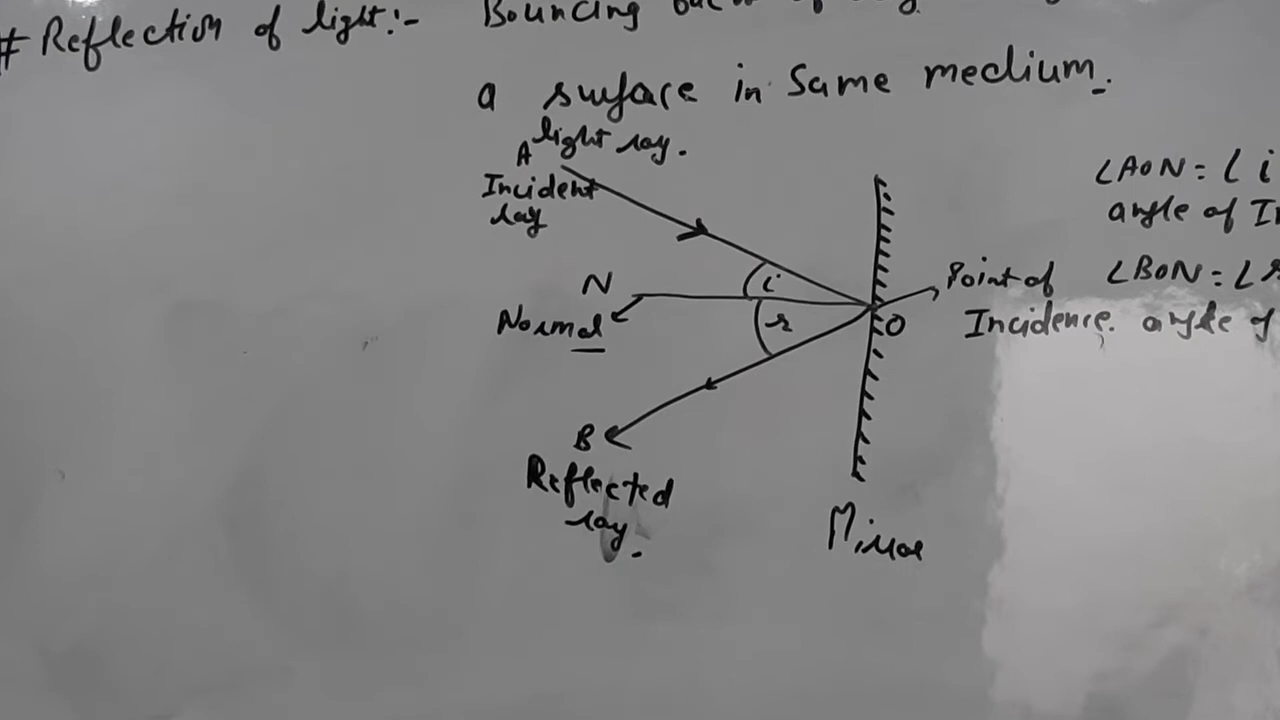 # Reflection of light:- Bouncing
a surface in same medium.
A light ray.
Incident
ray
∠AON = ∠i
angle of
i
N
Normal
r
O
Point of
Incidence.
∠BON = ∠r
angle of
B
Reflected
ray.
Mirror